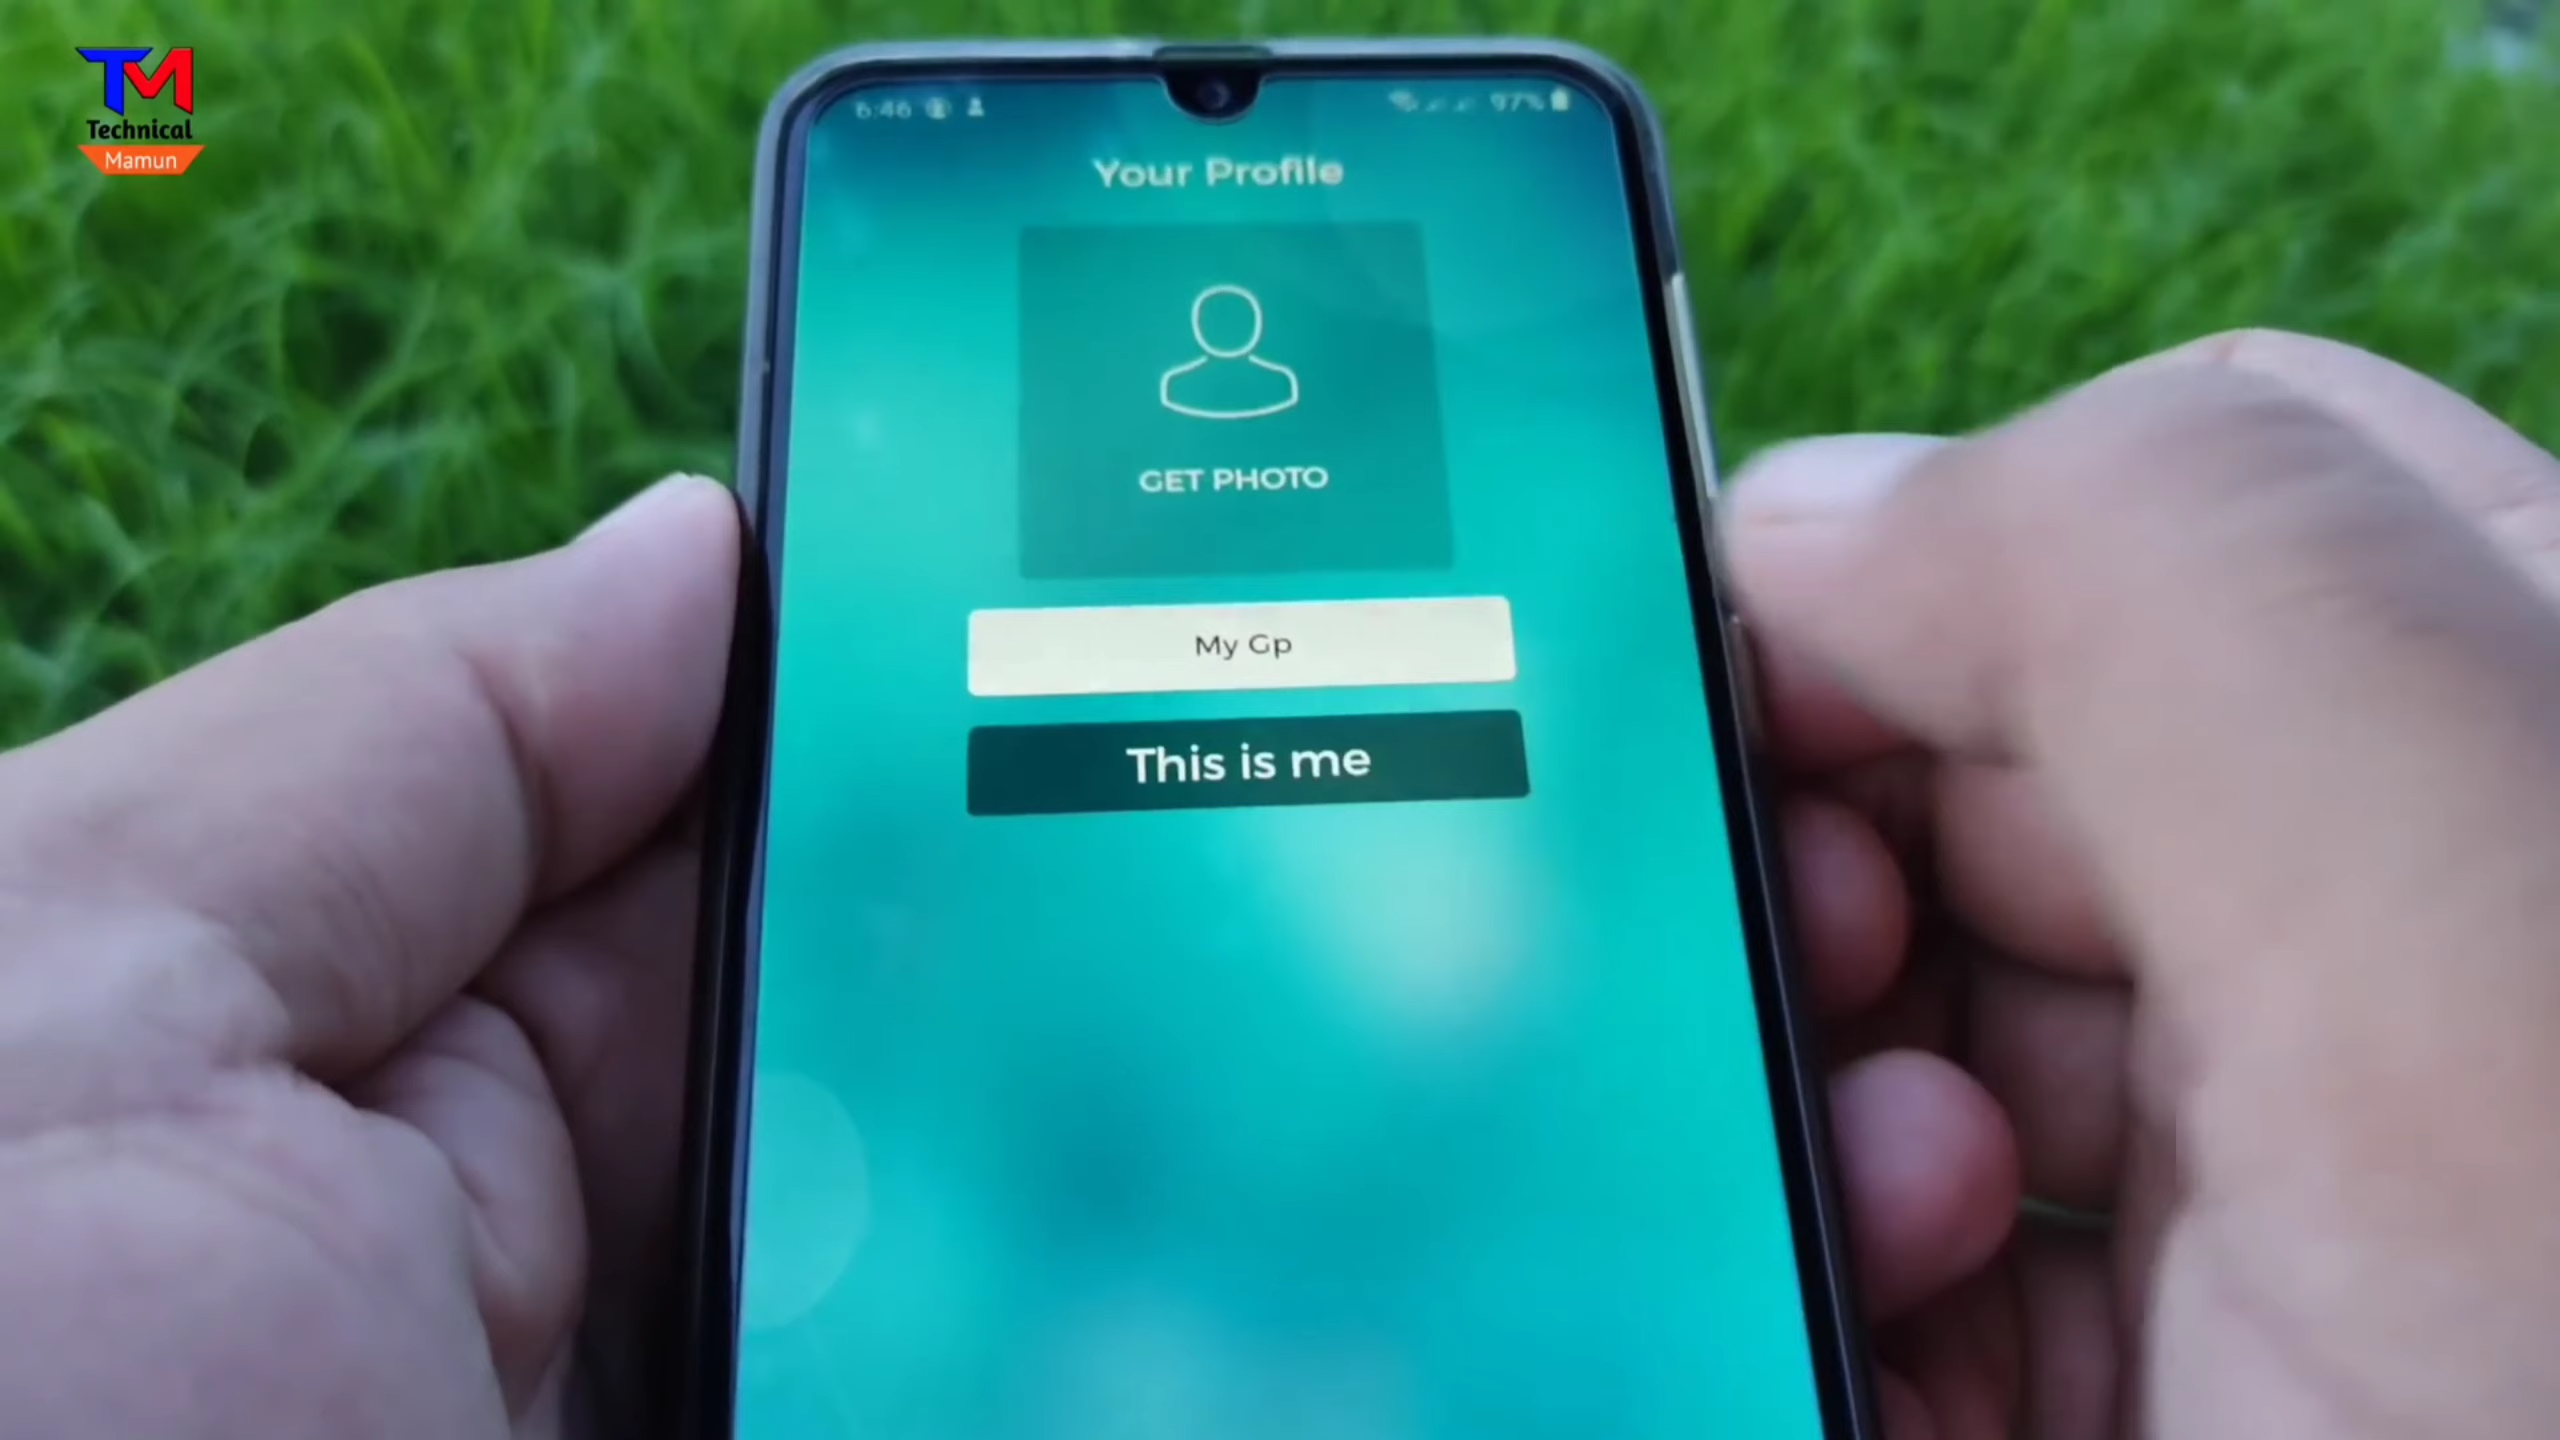 TM
Technical
Mamun
6:46
97%
Your Profile
GET PHOTO
My Gp
This is me